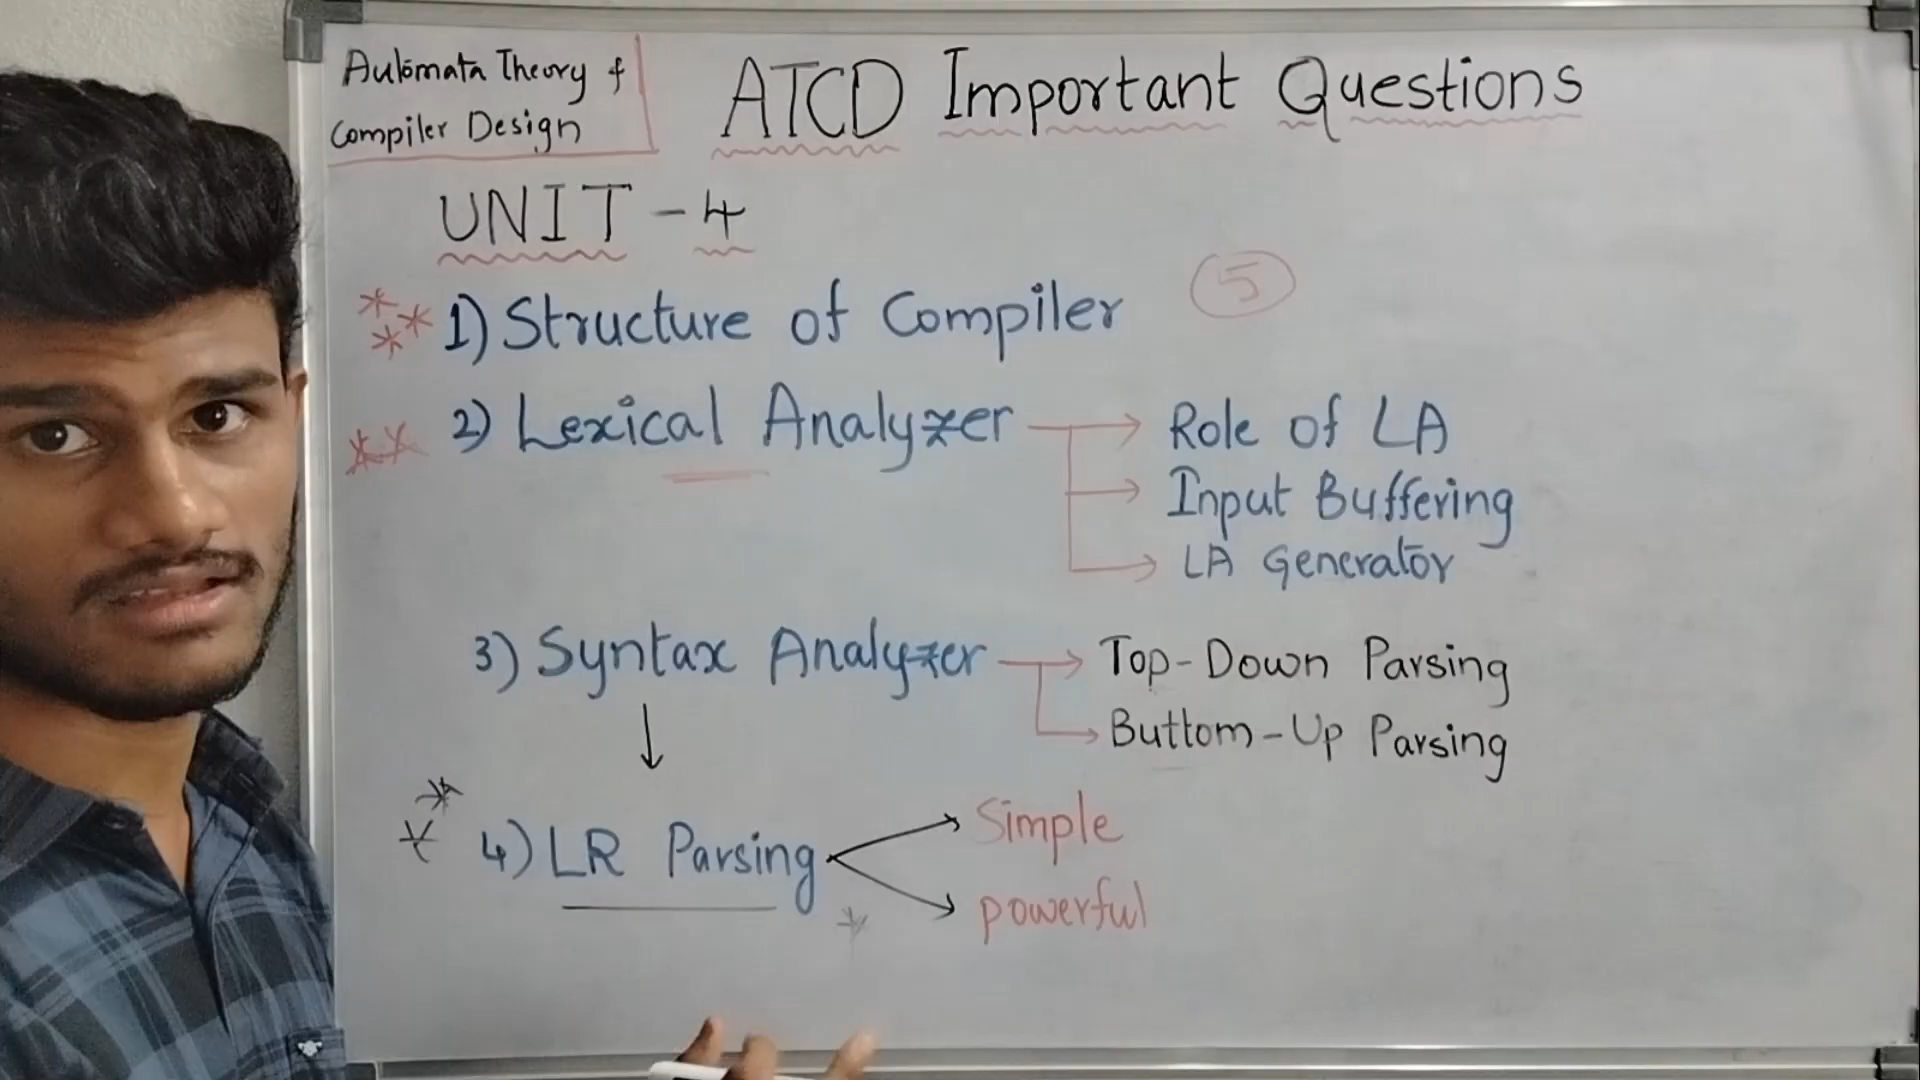 Automata Theory &
Compiler Design
ATCD Important Questions
UNIT - 4
1) Structure of Compiler
5
2) Lexical Analyzer
Role of LA
Input Buffering
LA Generator
3) Syntax Analyzer
Top-Down Parsing
Buttom-Up Parsing
4) LR Parsing
Simple
powerful